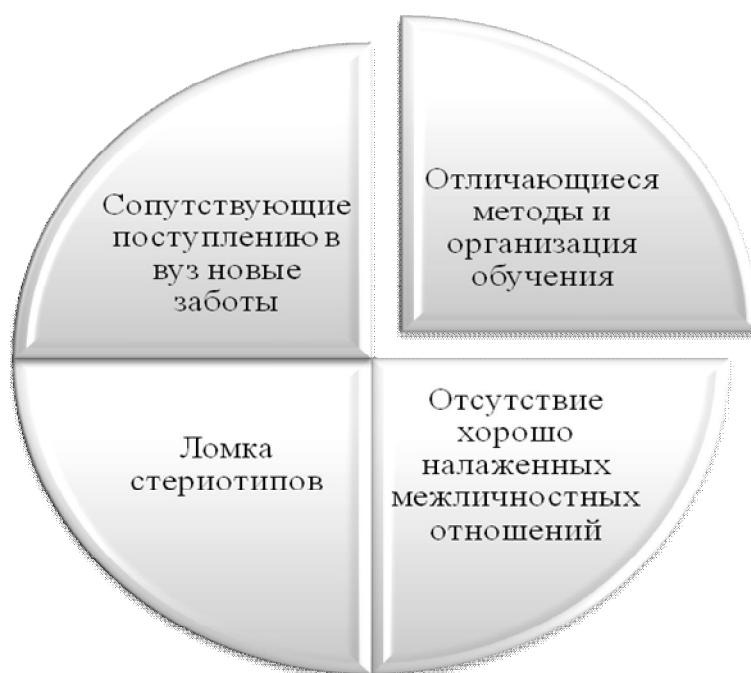 Сопутствующие
поступлению в
вуз новые
заботы
Отличающиеся
методы и
организация
обучения
Ломка
стериотипов
Отсутствие
хорошо
налаженных
межличностных
отношений